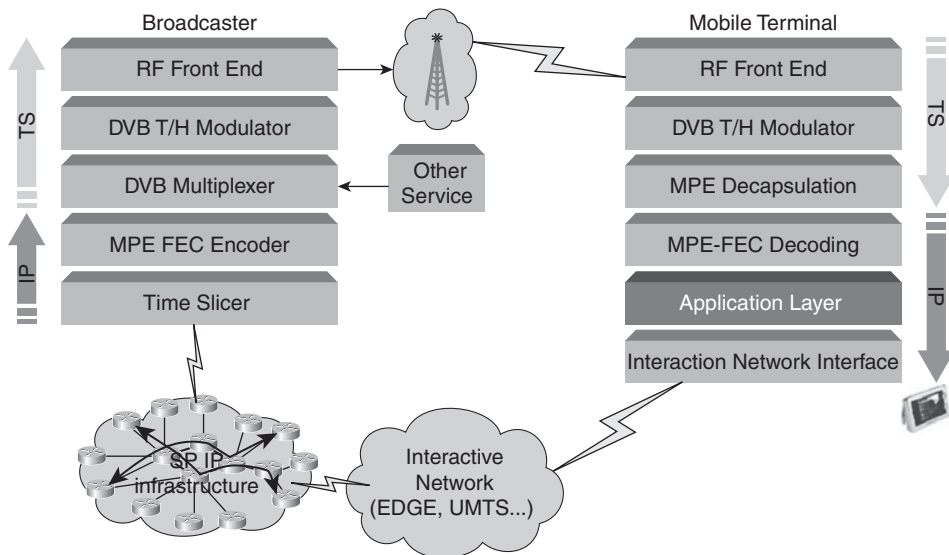 Broadcaster
Mobile Terminal
RF Front End
DVB T/H Modulator
DVB Multiplexer
MPE FEC Encoder
Time Slicer
TS
IP
Other
Service
RF Front End
DVB T/H Modulator
MPE Decapsulation
MPE-FEC Decoding
Application Layer
Interaction Network Interface
TS
IP
SP IP
infrastructure
Interactive
Network
(EDGE, UMTS...)